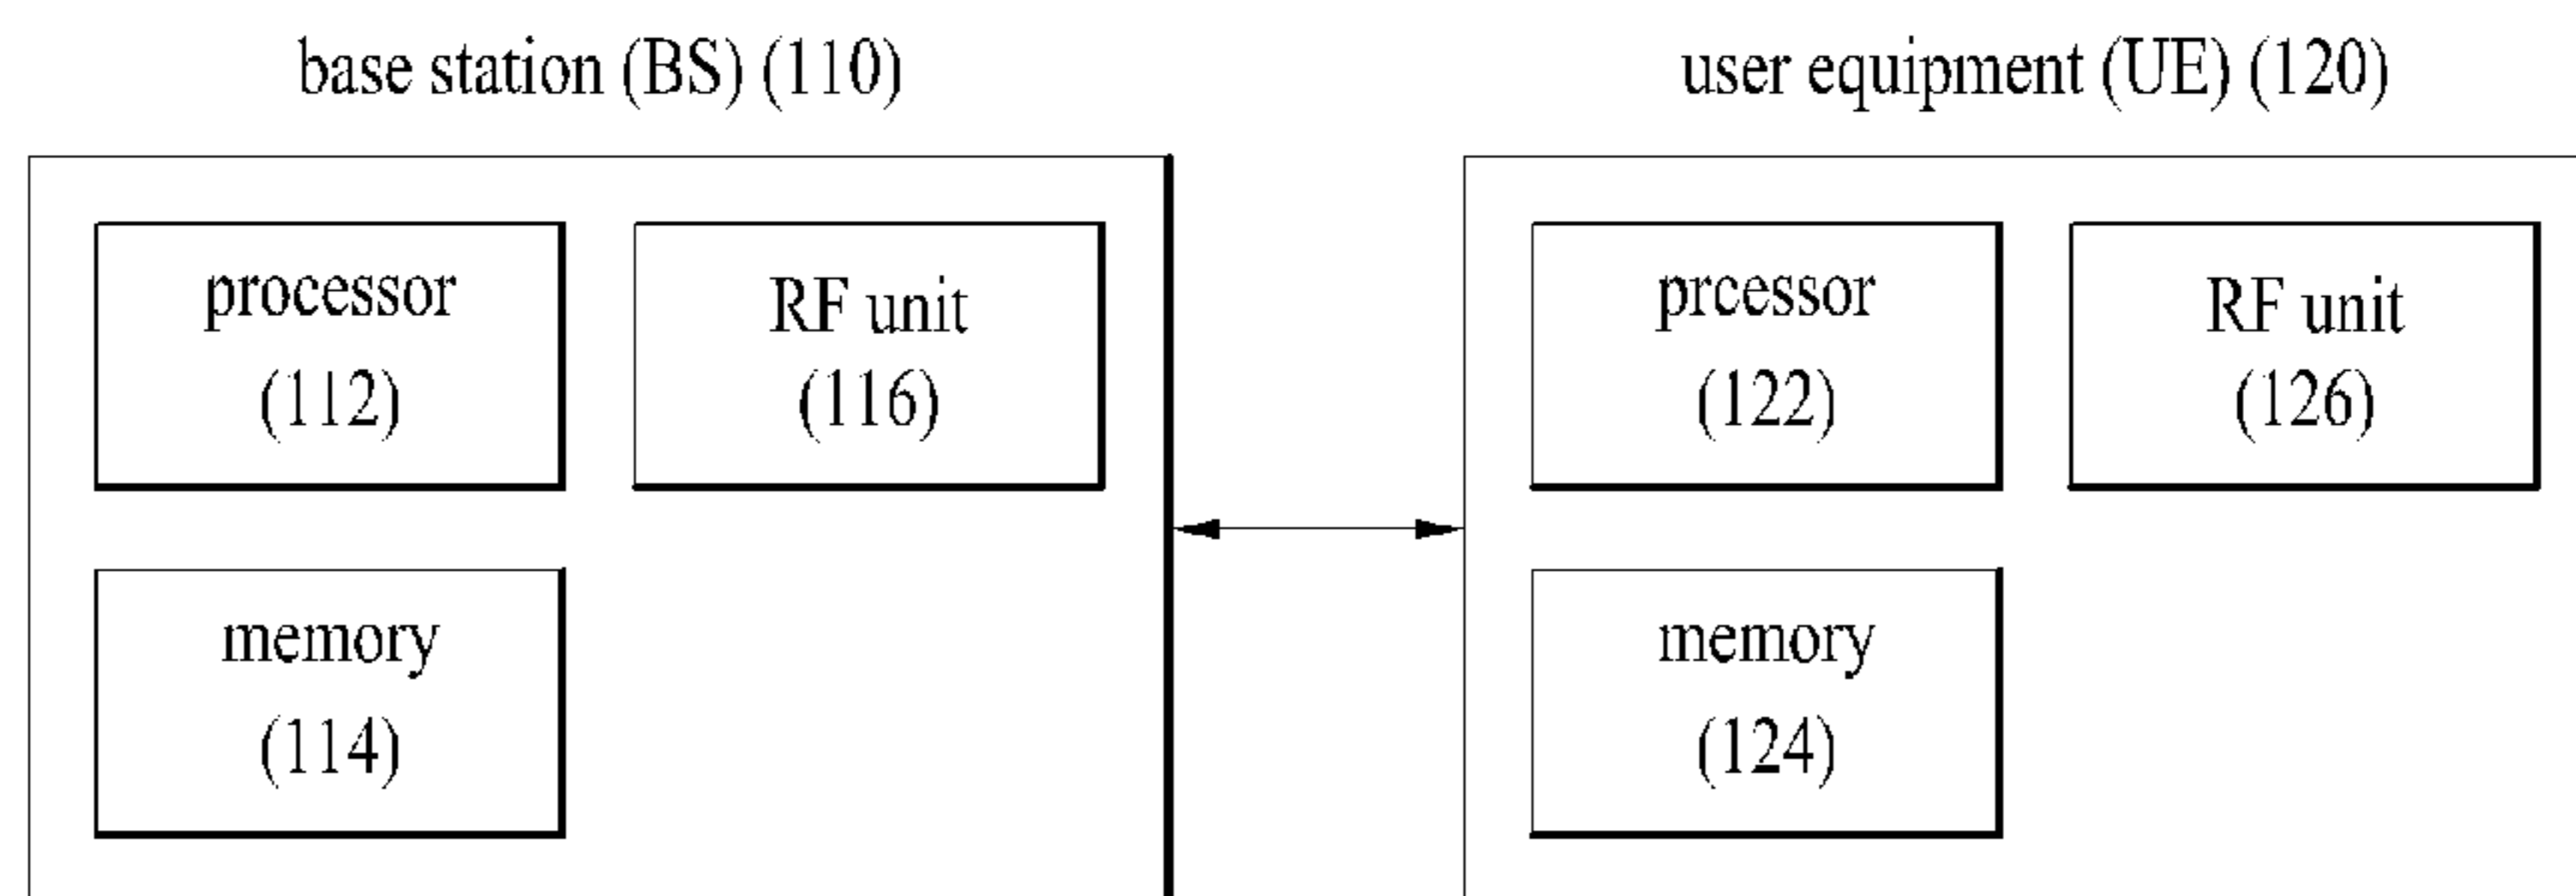 base station (BS) (110)
processor
(112)
RF unit
(116)
memory
(114)
user equipment (UE) (120)
prcessor
(122)
RF unit
(126)
memory
(124)